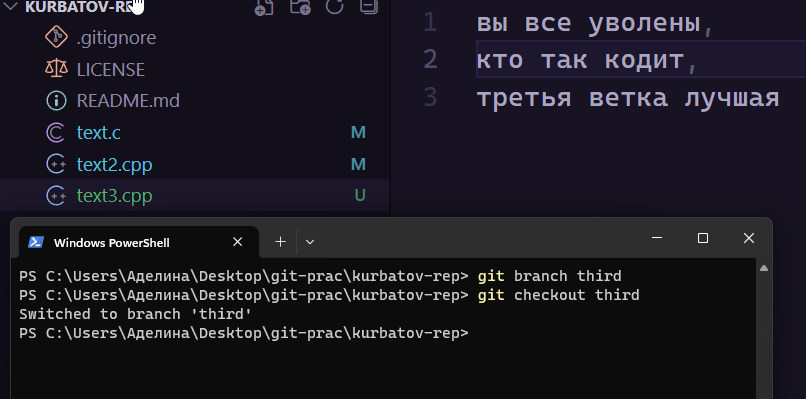 KURBATOV-RE
.gitignore
LICENSE
README.md
text.c M
text2.cpp M
text3.cpp U
1 вы все уволены,
2 кто так кодит,
3 третья ветка лучшая
Windows PowerShell
PS C:\Users\Аделина\Desktop\git-prac\kurbatov-rep> git branch third
PS C:\Users\Аделина\Desktop\git-prac\kurbatov-rep> git checkout third
Switched to branch 'third'
PS C:\Users\Аделина\Desktop\git-prac\kurbatov-rep>